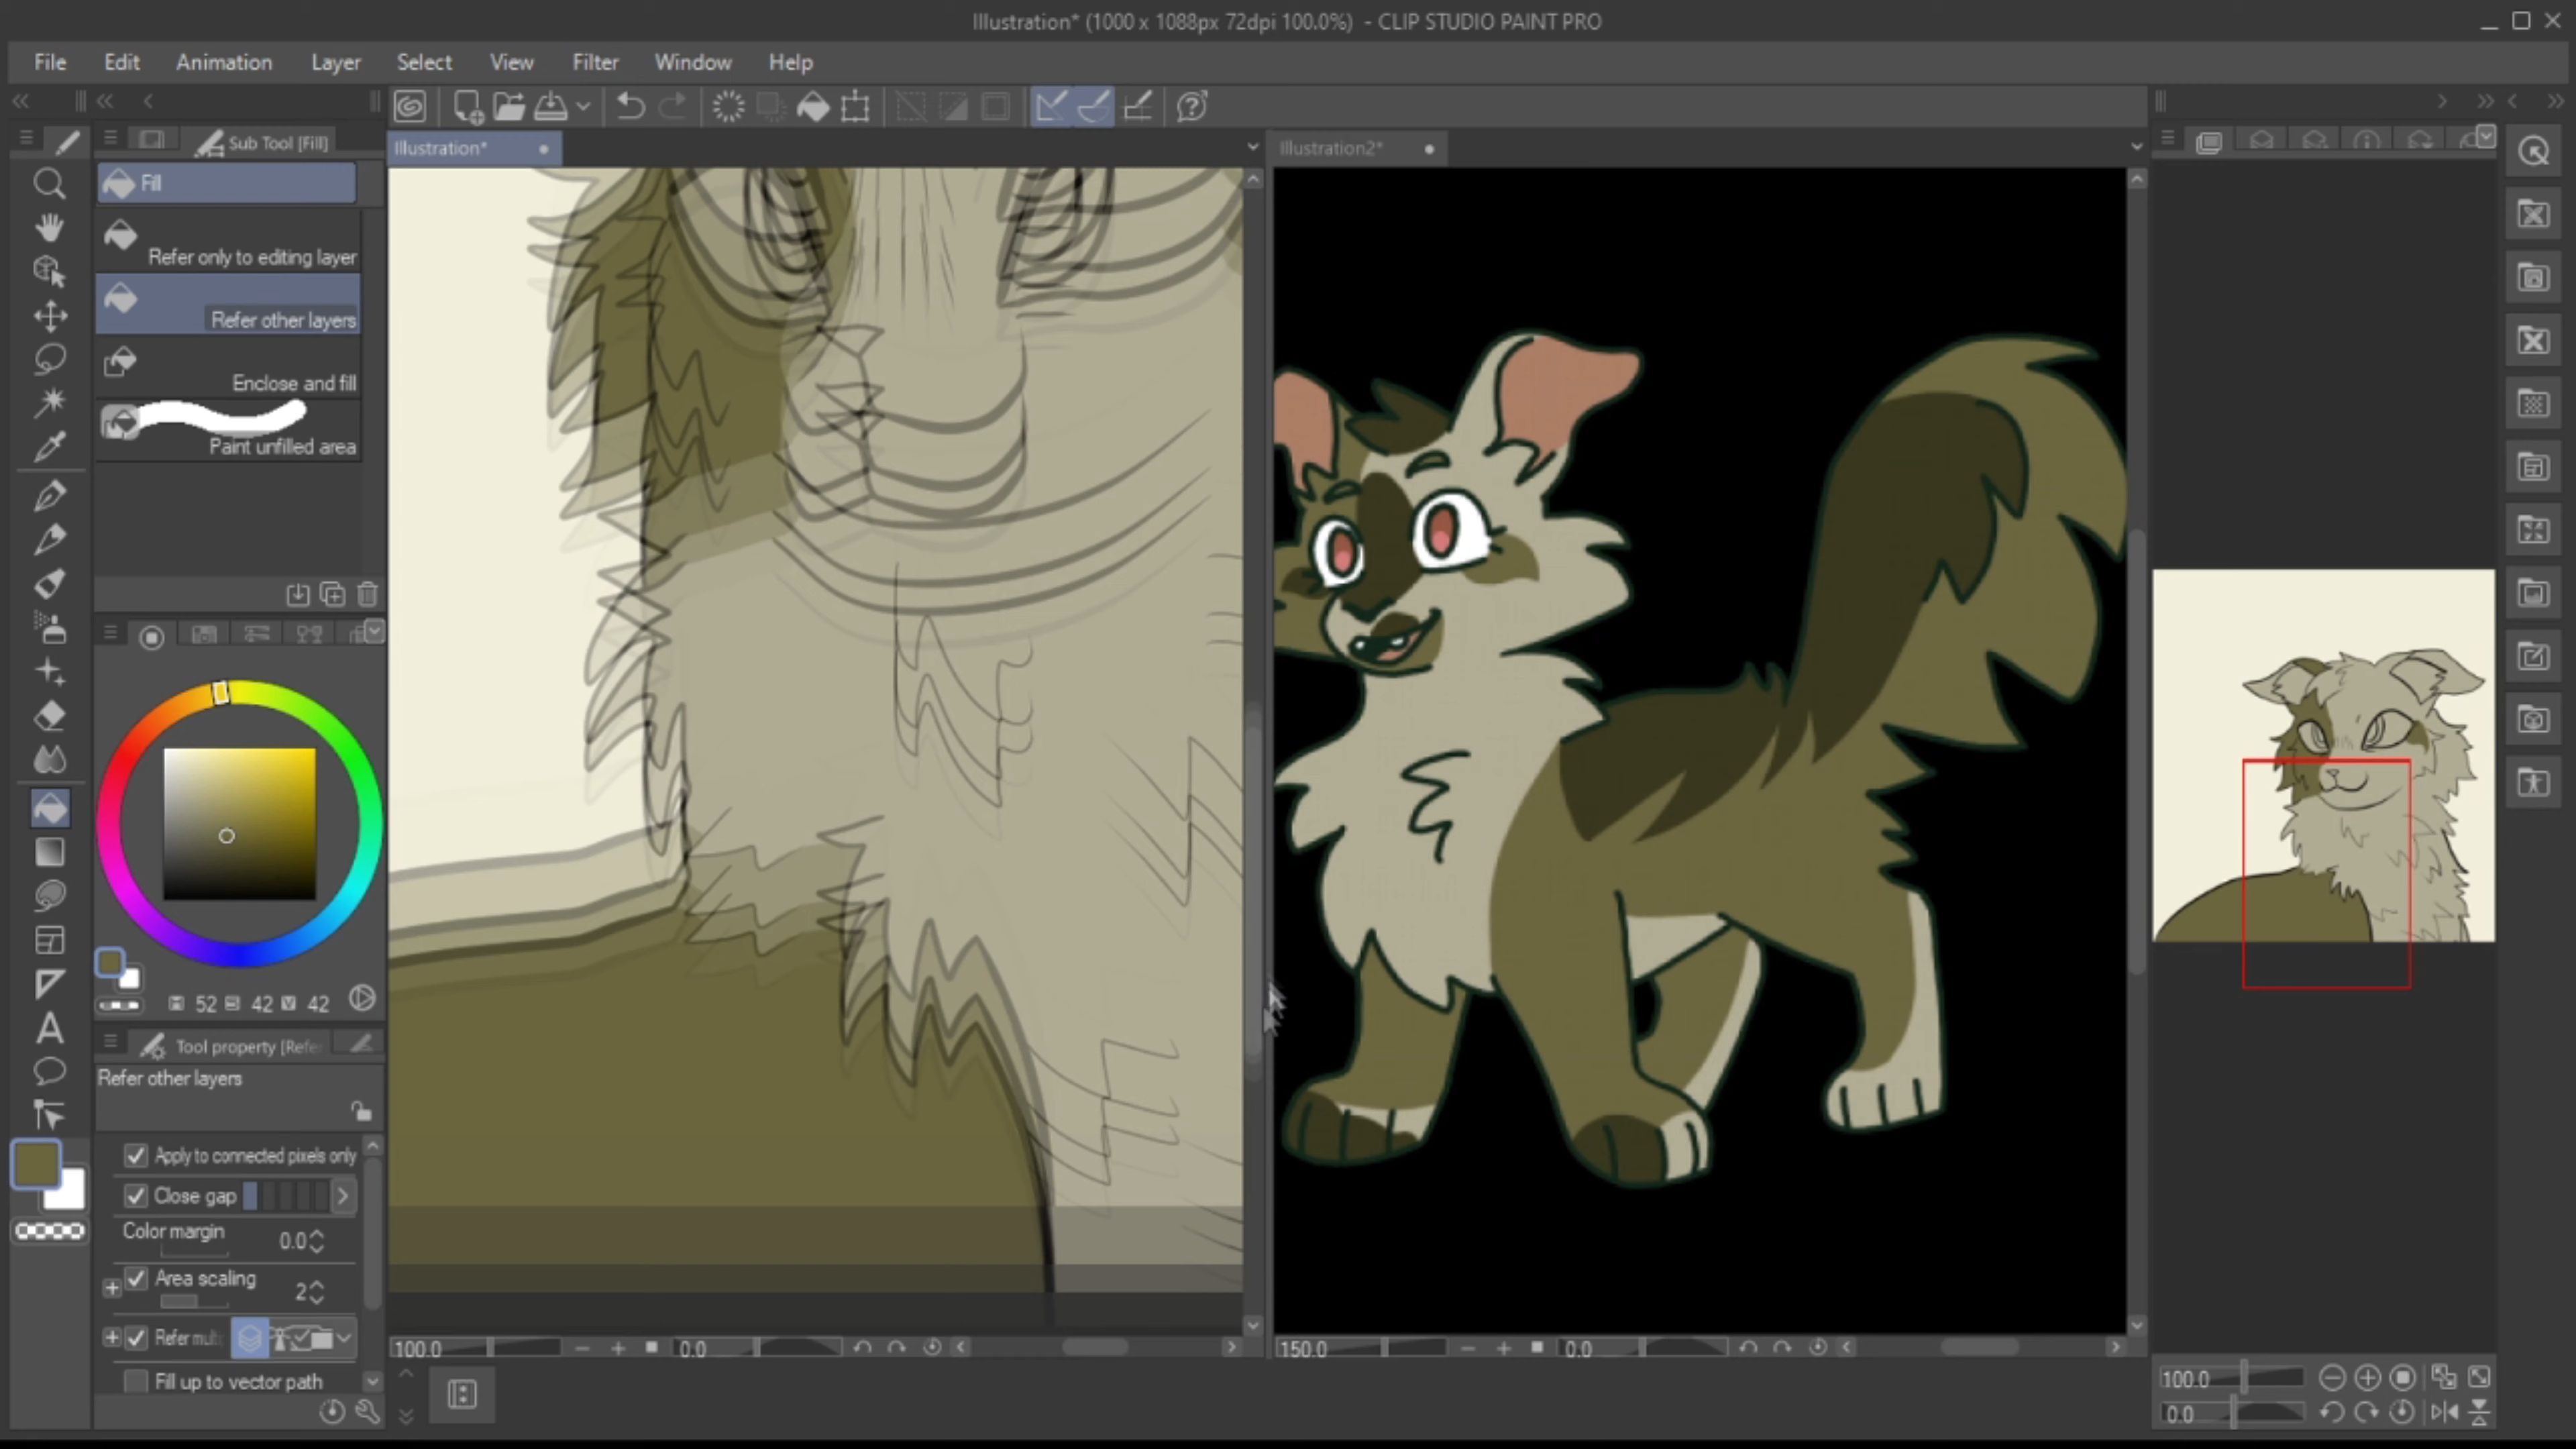 Illustration* (1000 x 1088px 72dpi 100.0%) - CLIP STUDIO PAINT PRO
File Edit Animation Layer Select View Filter Window Help
Sub Tool [Fill]
Illustration*
Illustration2*
Fill
Refer only to editing layer
Refer other layers
Enclose and fill
Paint unfilled area
52 42 42
Tool property [Refer
Refer other layers
Apply to connected pixels only
Close gap
Color margin 0.0
Area scaling 2
Refer mult
Fill up to vector path
100.0 0.0
150.0 0.0
100.0
0.0